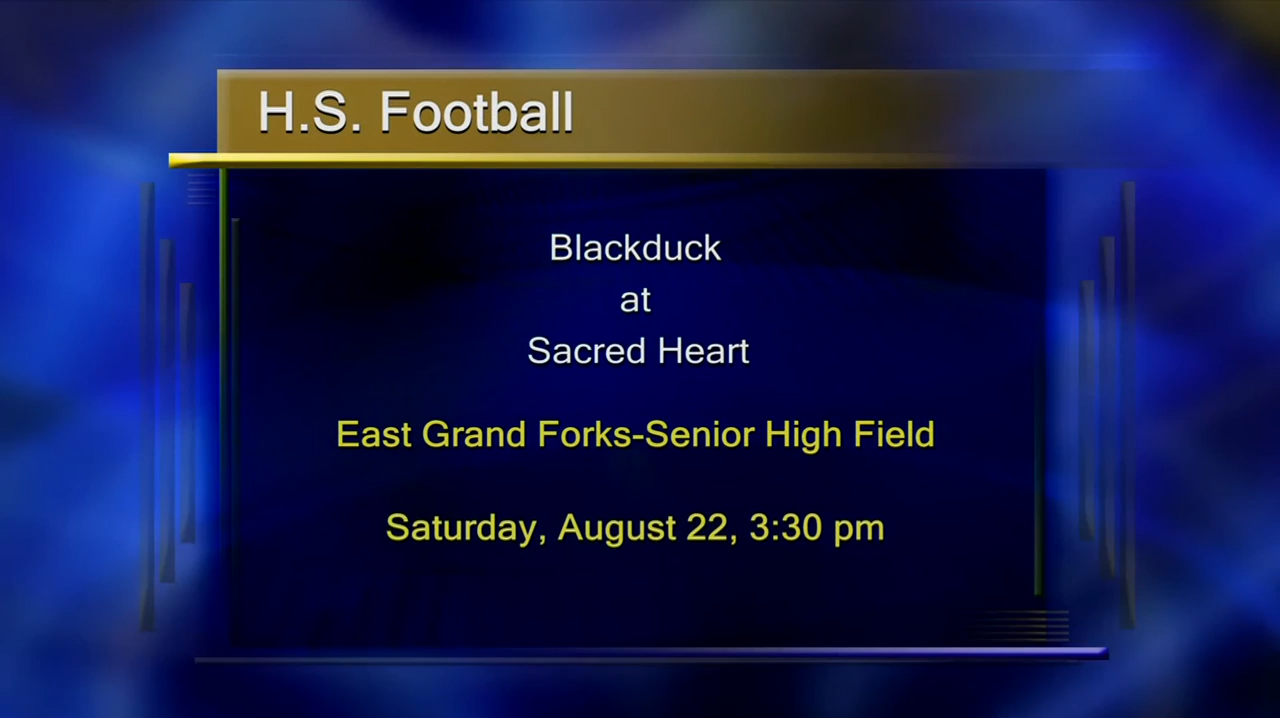 H.S. Football
Blackduck
at
Sacred Heart
East Grand Forks-Senior High Field
Saturday, August 22, 3:30 pm